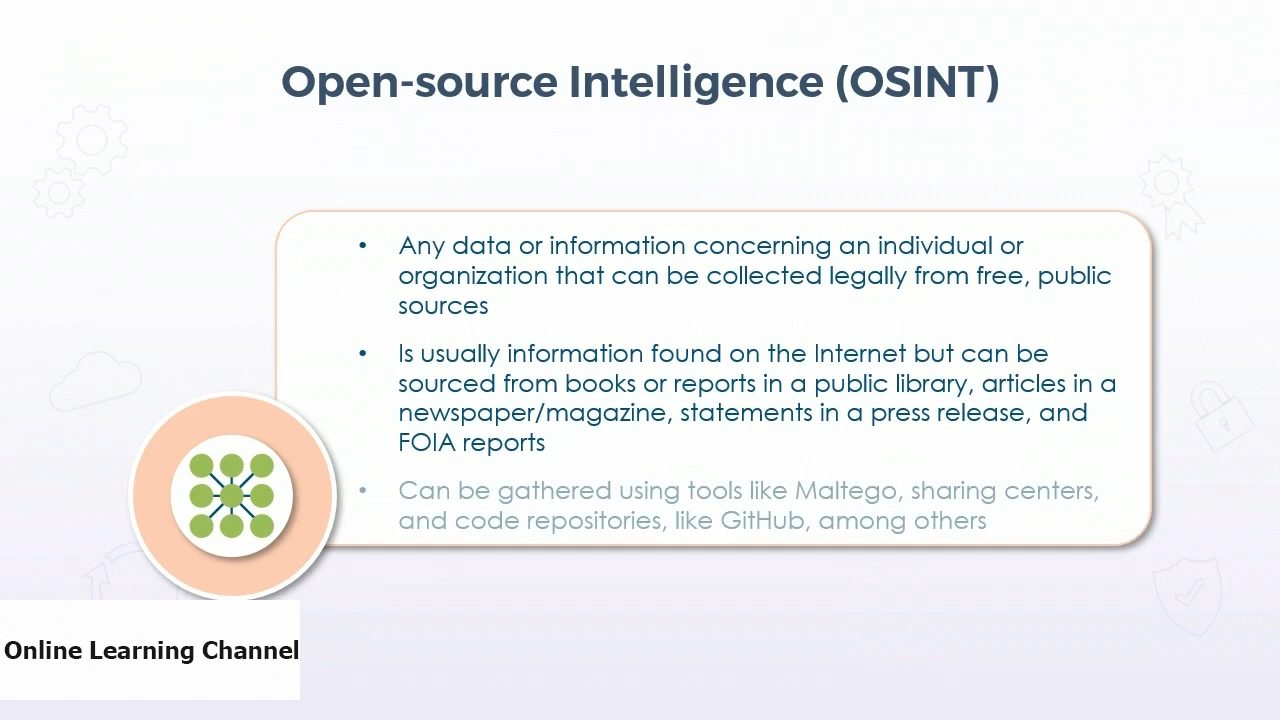 Open-source Intelligence (OSINT)
• Any data or information concerning an individual or
organization that can be collected legally from free, public
sources
• Is usually information found on the Internet but can be
sourced from books or reports in a public library, articles in a
newspaper/magazine, statements in a press release, and
FOIA reports
• Can be gathered using tools like Maltego, sharing centers,
and code repositories, like GitHub, among others
Online Learning Channel